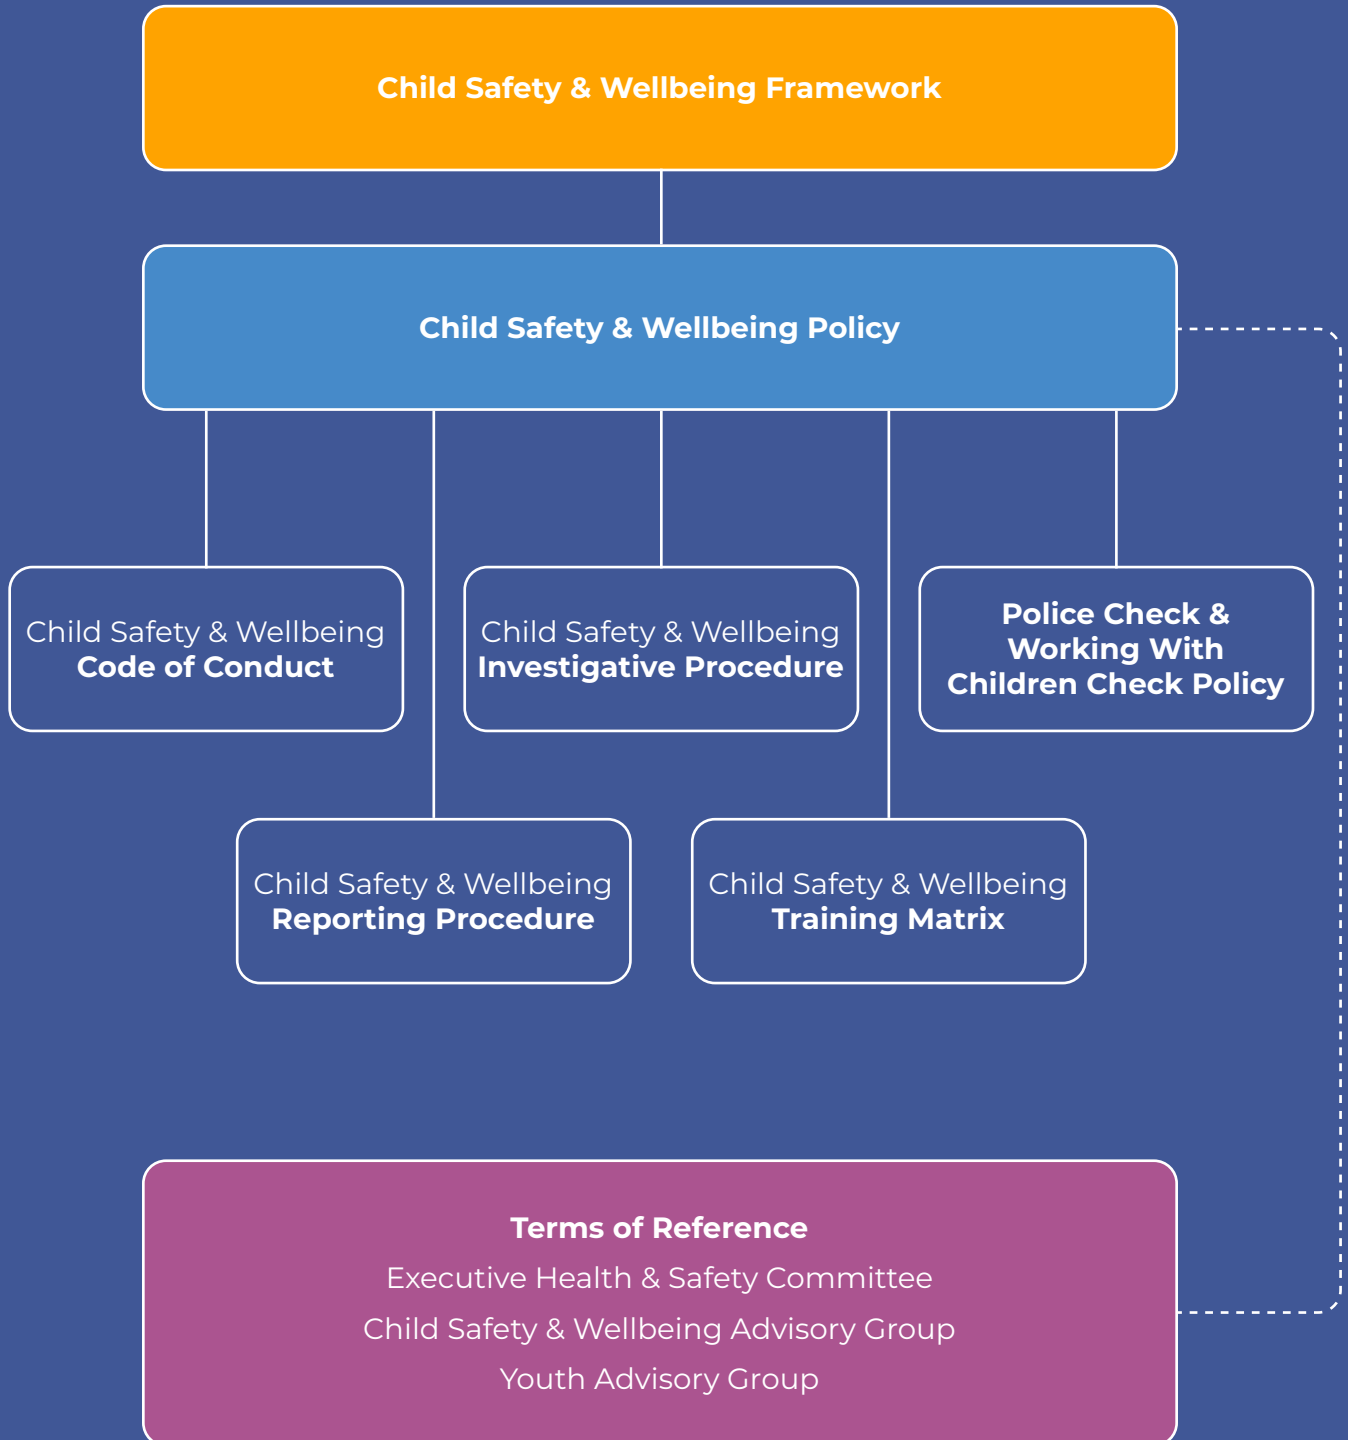 Child Safety & Wellbeing Framework
Child Safety & Wellbeing Policy
Child Safety & Wellbeing
Code of Conduct
Child Safety & Wellbeing
Investigative Procedure
Police Check &
Working With
Children Check Policy
Child Safety & Wellbeing
Reporting Procedure
Child Safety & Wellbeing
Training Matrix
Terms of Reference
Executive Health & Safety Committee
Child Safety & Wellbeing Advisory Group
Youth Advisory Group